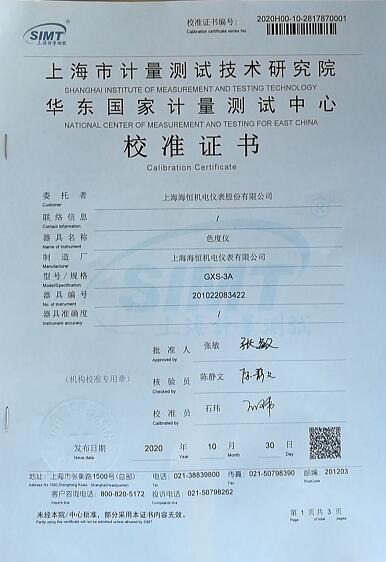 SIMT
上海计量测试
校准证书编号: 2020H00-10-2817870001
Calibration certificate series No
上海市计量测试技术研究院
SHANGHAI INSTITUTE OF MEASUREMENT AND TESTING TECHNOLOGY
华东国家计量测试中心
NATIONAL CENTER OF MEASUREMENT AND TESTING FOR EAST CHINA
校准证书
Calibration Certificate
委托者 上海海恒机电仪表股份有限公司
Customer
联络信息 /
Contact information
器具名称 色度仪
Name of Instrument
制造厂 上海海恒机电仪表有限公司
Manufacturer
型号/规格 GXS-3A
Model/Specification
器具编号 201022083422
No. of Instrument
器具准确度 /
Instrument accuracy
SIMT
批准人 张敏 张敏
Approved by
(机构校准专用章) 核验员 陈静文
Checked by
校准员 石玮 石玮
Calibrated by
发布日期 2020 年 10 月 30 日
Issue date Year Month Day
地址: 上海市张衡路1500号(总部) 电话: 021-38839800 传真: 021-50798390 邮编: 201203
Address No.1500 Zhangheng Road, Shanghai(headquarter) Telephone Fax PostCode
客户咨询电话: 800-820-5172 投诉电话: 021-50798262
Inquire line Complaint line
未经本院/中心批准, 部分采用本证书内容无效。 第 1 页 共 3 页
Partly using this certificate will not be admitted unless allowed by SIMT Page of total pages